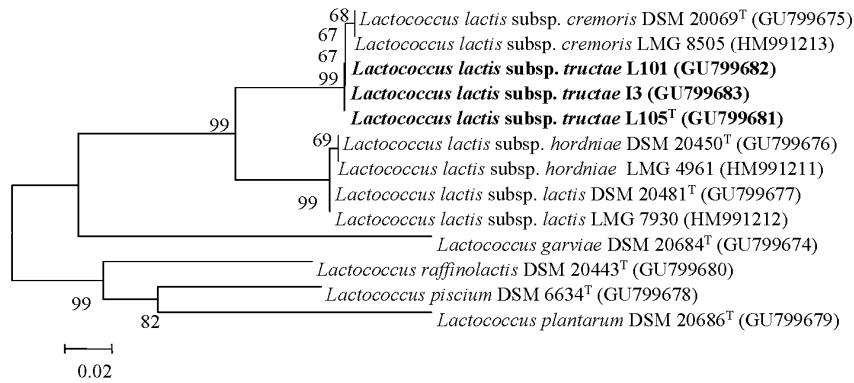 68
Lactococcus lactis subsp. cremoris DSM 20069ᵀ (GU799675)
67
Lactococcus lactis subsp. cremoris LMG 8505 (HM991213)
67
Lactococcus lactis subsp. tructae L101 (GU799682)
99
Lactococcus lactis subsp. tructae I3 (GU799683)
Lactococcus lactis subsp. tructae L105ᵀ (GU799681)
99
69
Lactococcus lactis subsp. hordniae DSM 20450ᵀ (GU799676)
Lactococcus lactis subsp. hordniae LMG 4961 (HM991211)
Lactococcus lactis subsp. lactis DSM 20481ᵀ (GU799677)
99
Lactococcus lactis subsp. lactis LMG 7930 (HM991212)
Lactococcus garviae DSM 20684ᵀ (GU799674)
Lactococcus raffinolactis DSM 20443ᵀ (GU799680)
99
Lactococcus piscium DSM 6634ᵀ (GU799678)
82
Lactococcus plantarum DSM 20686ᵀ (GU799679)
0.02